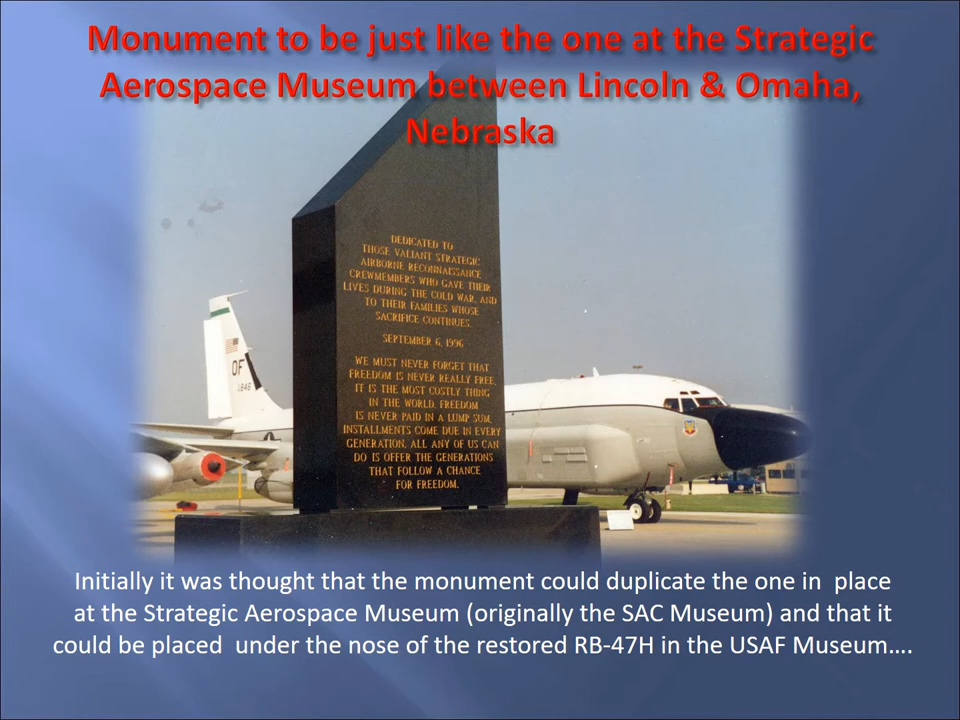 Monument to be just like the one at the Strategic
Aerospace Museum between Lincoln & Omaha,
Nebraska
DEDICATED TO
THOSE VALIANT STRATEGIC
AIRBORNE RECONNAISSANCE
CREWMEMBERS WHO GAVE THEIR
LIVES DURING THE COLD WAR, AND
TO THEIR FAMILIES WHOSE
SACRIFICE CONTINUES.
SEPTEMBER 6, 1996
WE MUST NEVER FORGET THAT
FREEDOM IS NEVER REALLY FREE.
IT IS THE MOST COSTLY THING
IN THE WORLD. FREEDOM
IS NEVER PAID IN A LUMP SUM.
INSTALLMENTS COME DUE IN EVERY
GENERATION. ALL ANY OF US CAN
DO IS OFFER THE GENERATIONS
THAT FOLLOW A CHANCE
FOR FREEDOM.
OF
Initially it was thought that the monument could duplicate the one in place
at the Strategic Aerospace Museum (originally the SAC Museum) and that it
could be placed under the nose of the restored RB-47H in the USAF Museum....